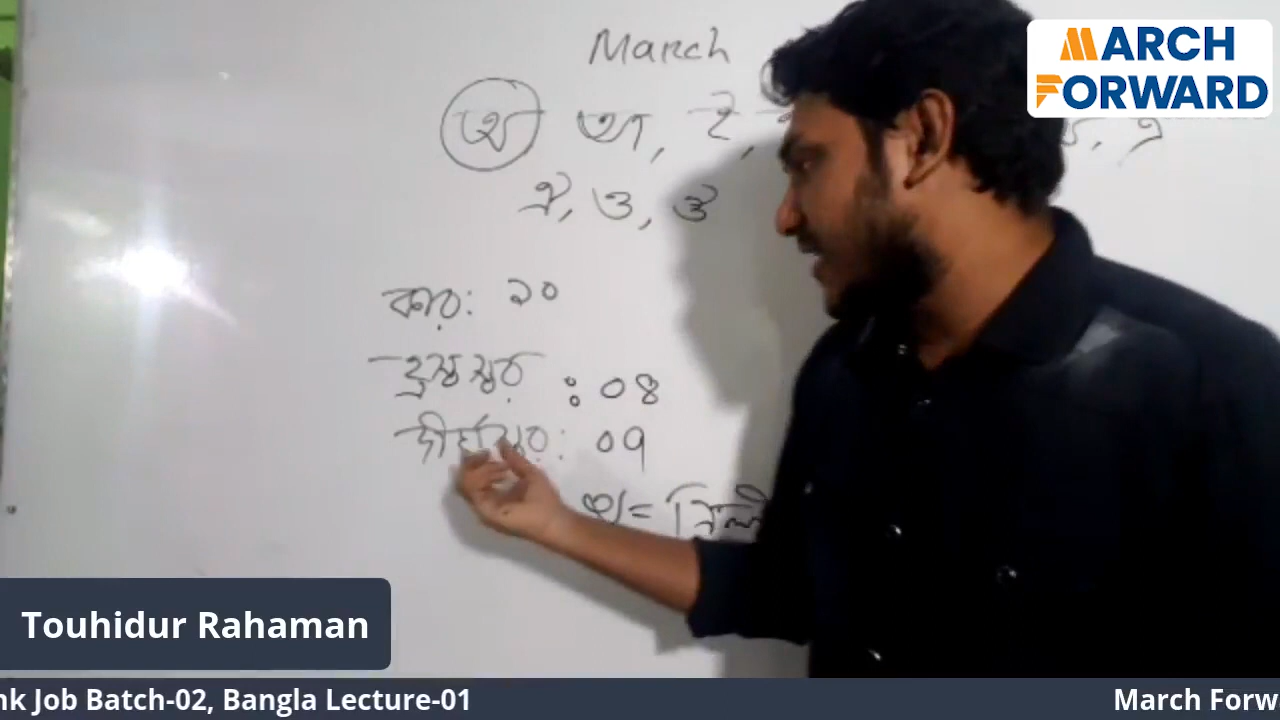 March
MARCH
FORWARD
অ আ, ই, এ
ঐ, ও, ঔ
কার: ১০
হ্রস্বস্বর : ০৪
দীর্ঘস্বর: ০৭
অ =
Touhidur Rahaman
nk Job Batch-02, Bangla Lecture-01
March Forw